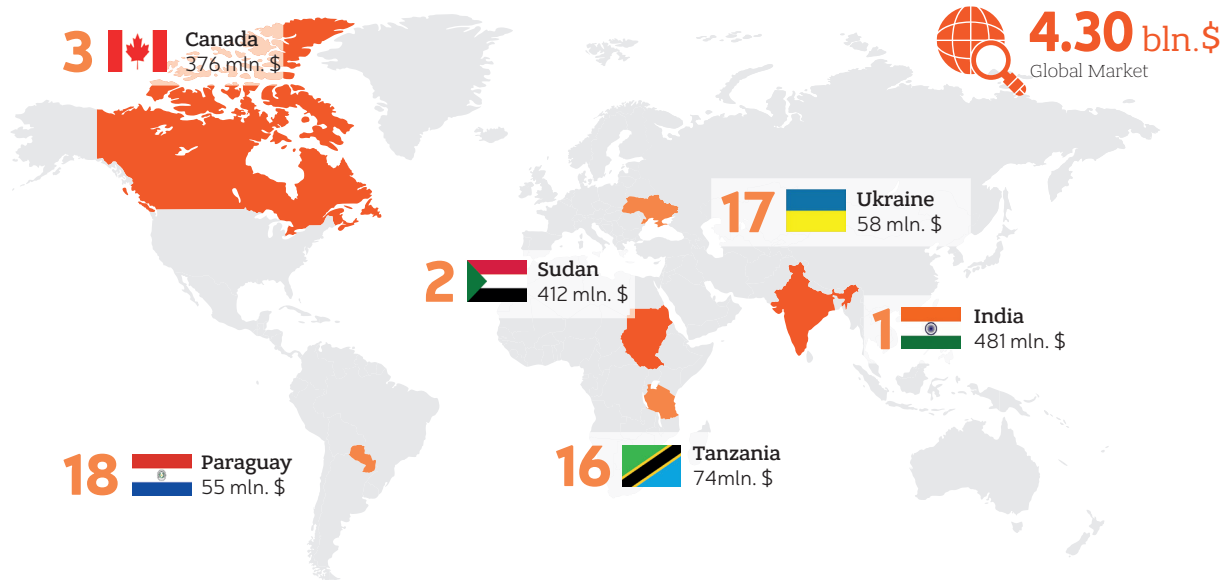 3
Canada
376 mln. $
4.30 bln.$
Global Market
17
Ukraine
58 mln. $
2
Sudan
412 mln. $
1
India
481 mln. $
18
Paraguay
55 mln. $
16
Tanzania
74mln. $